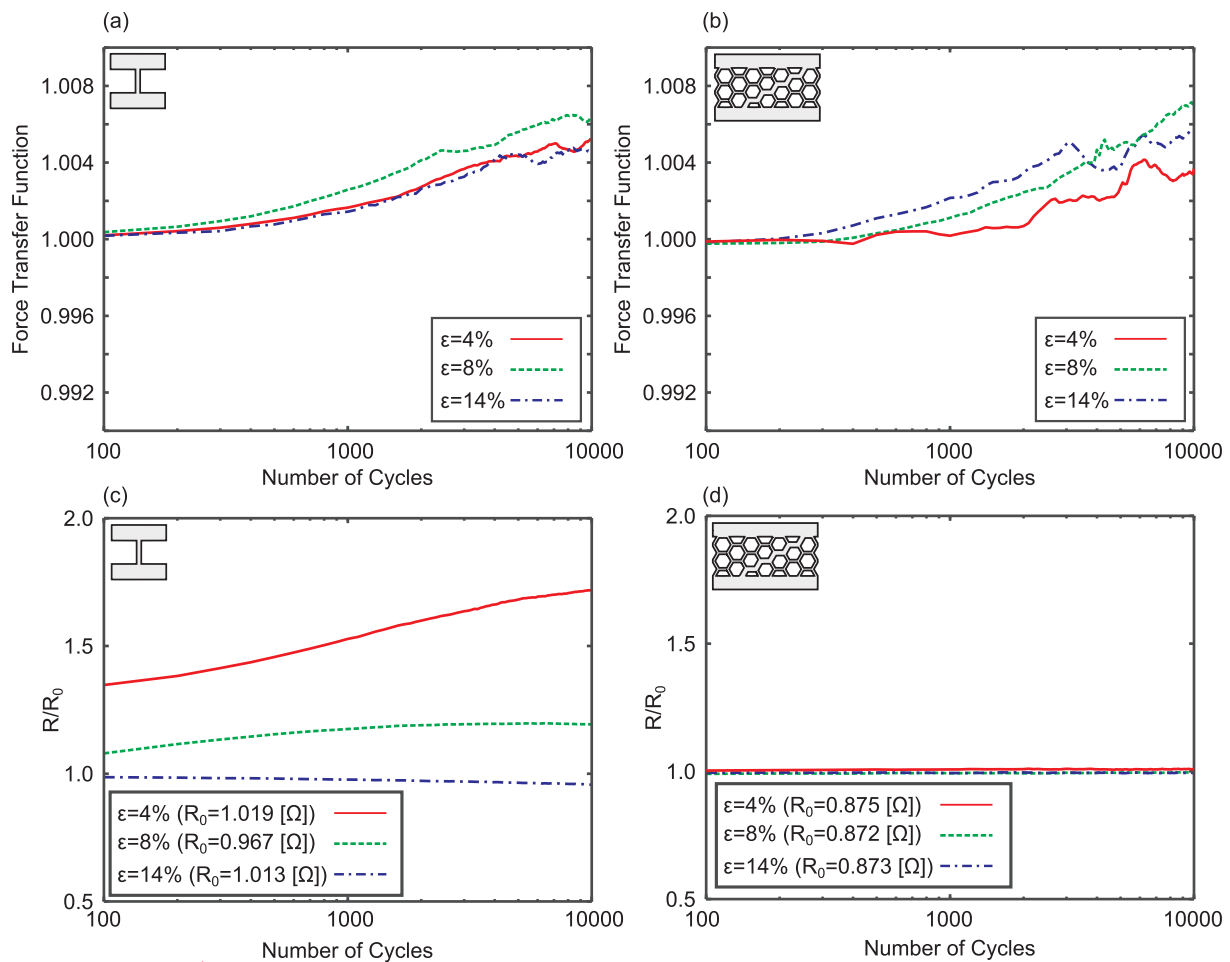 (a)
Force Transfer Function
1.008
1.004
1.000
0.996
0.992
ε=4%
ε=8%
ε=14%
100
1000
10000
Number of Cycles
(b)
Force Transfer Function
1.008
1.004
1.000
0.996
0.992
ε=4%
ε=8%
ε=14%
100
1000
10000
Number of Cycles
(c)
R/R₀
2.0
1.5
1.0
0.5
ε=4% (R₀=1.019 [Ω])
ε=8% (R₀=0.967 [Ω])
ε=14% (R₀=1.013 [Ω])
100
1000
10000
Number of Cycles
(d)
R/R₀
2.0
1.5
1.0
0.5
ε=4% (R₀=0.875 [Ω])
ε=8% (R₀=0.872 [Ω])
ε=14% (R₀=0.873 [Ω])
100
1000
10000
Number of Cycles